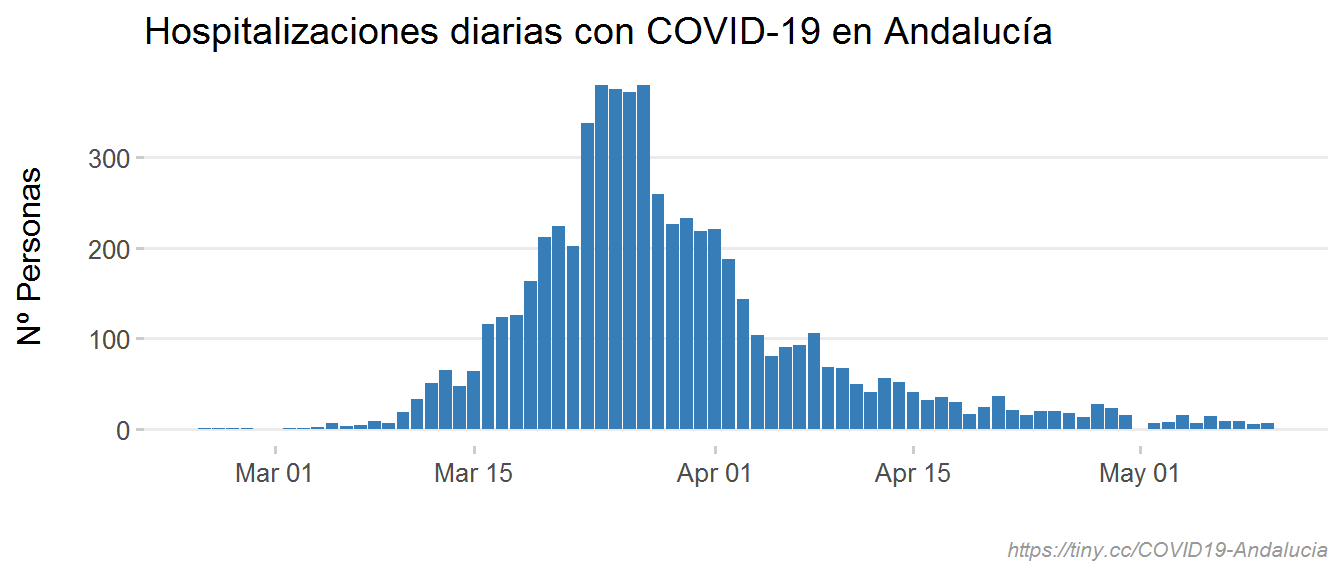 Hospitalizaciones diarias con COVID-19 en Andalucía
Nº Personas
300
200
100
0
Mar 01
Mar 15
Apr 01
Apr 15
May 01
https://tiny.cc/COVID19-Andalucia